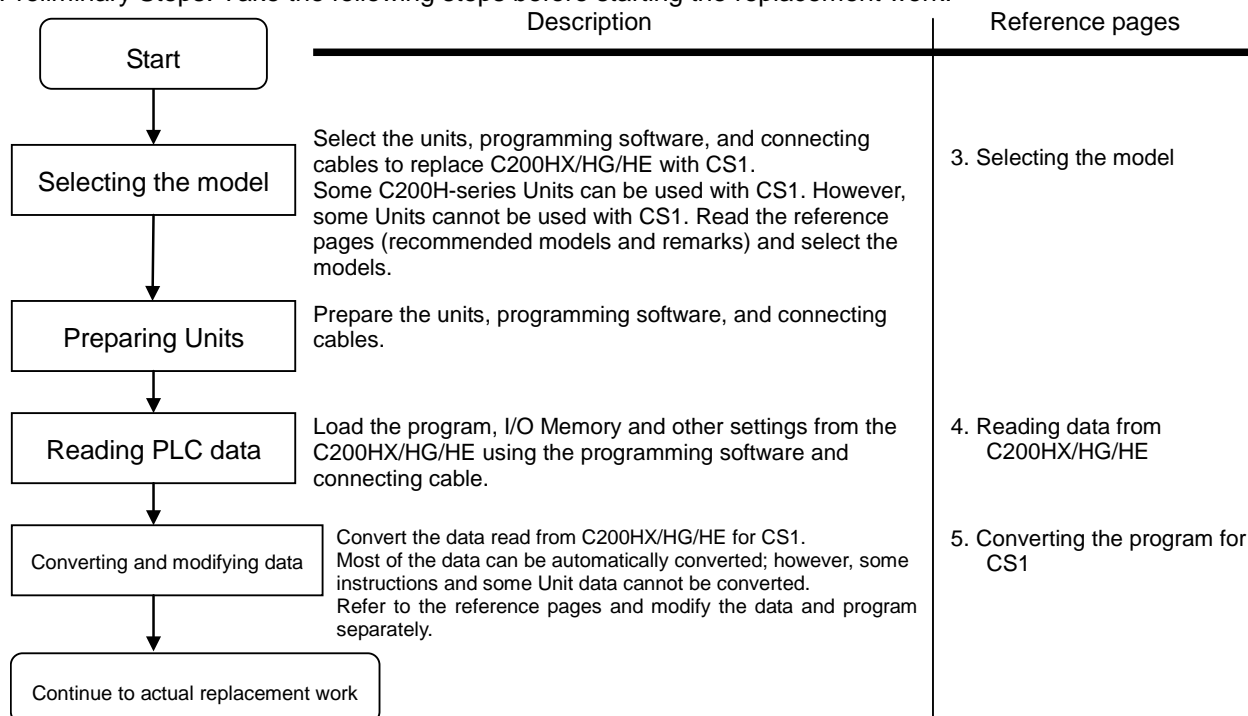 Preliminary Steps: Take the following steps before starting the replacement work.
Description
Reference pages
Start
Selecting the model
Select the units, programming software, and connecting
cables to replace C200HX/HG/HE with CS1.
Some C200H-series Units can be used with CS1. However,
some Units cannot be used with CS1. Read the reference
pages (recommended models and remarks) and select the
models.
3. Selecting the model
Preparing Units
Prepare the units, programming software, and connecting
cables.
Reading PLC data
Load the program, I/O Memory and other settings from the
C200HX/HG/HE using the programming software and
connecting cable.
4. Reading data from
C200HX/HG/HE
Converting and modifying data
Convert the data read from C200HX/HG/HE for CS1.
Most of the data can be automatically converted; however, some
instructions and some Unit data cannot be converted.
Refer to the reference pages and modify the data and program
separately.
5. Converting the program for
CS1
Continue to actual replacement work